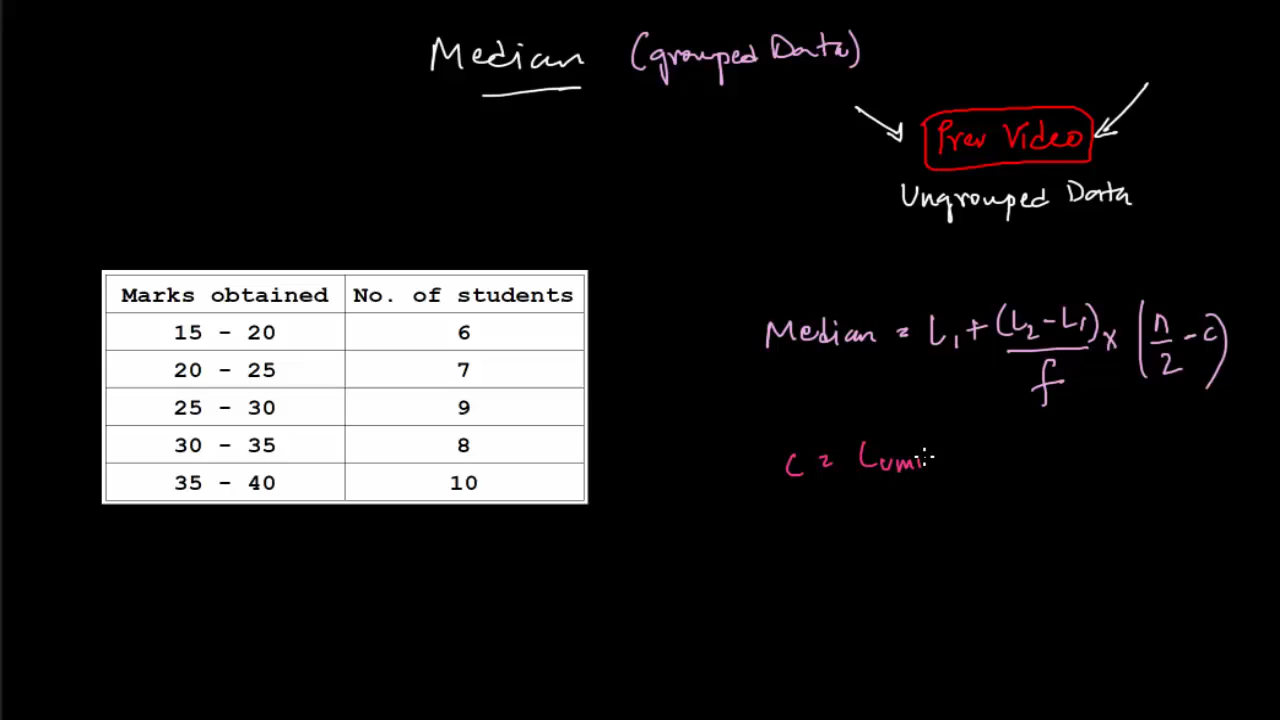 Median (grouped Data)
Prev Video
Ungrouped Data
Marks obtained No. of students
15 - 20 6
20 - 25 7
25 - 30 9
30 - 35 8
35 - 40 10
Median = L₁ + (L₂ - L₁)/f × (n/2 - c)
c = Cumi